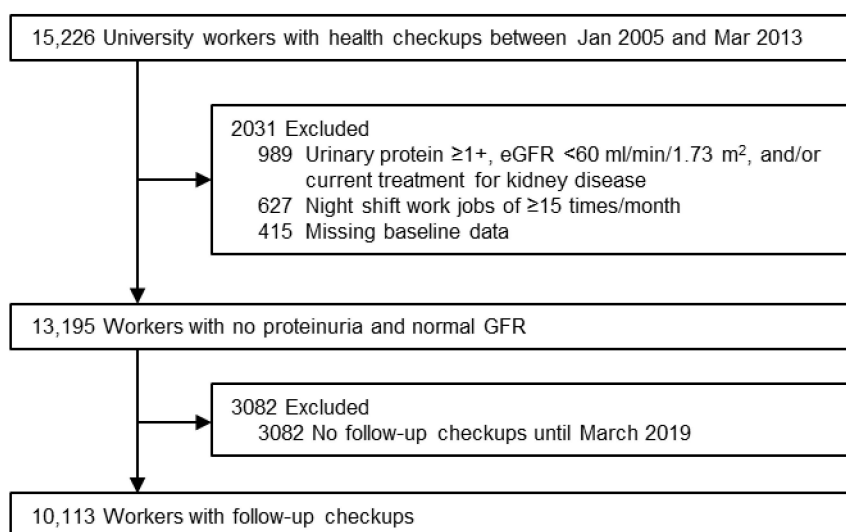 15,226 University workers with health checkups between Jan 2005 and Mar 2013
2031 Excluded
989 Urinary protein ≥1+, eGFR <60 ml/min/1.73 m², and/or
current treatment for kidney disease
627 Night shift work jobs of ≥15 times/month
415 Missing baseline data
13,195 Workers with no proteinuria and normal GFR
3082 Excluded
3082 No follow-up checkups until March 2019
10,113 Workers with follow-up checkups